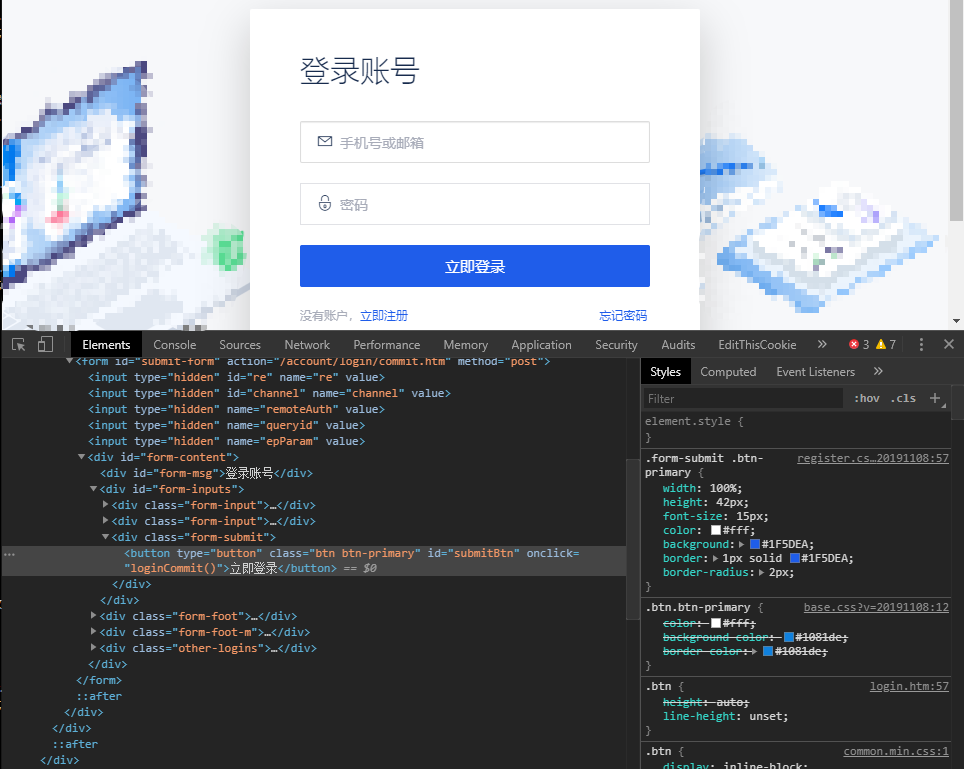 登录账号
手机号或邮箱
密码
立即登录
没有账户，立即注册 忘记密码
Elements Console Sources Network Performance Memory Application Security Audits EditThisCookie » 3 7
<form id="submit-form" action="/account/login/commit.htm" method="post">
<input type="hidden" id="re" name="re" value>
<input type="hidden" id="channel" name="channel" value>
<input type="hidden" name="remoteAuth" value>
<input type="hidden" name="queryid" value>
<input type="hidden" name="epParam" value>
<div id="form-content">
<div id="form-msg">登录账号</div>
<div id="form-inputs">
<div class="form-input">…</div>
<div class="form-input">…</div>
<div class="form-submit">
<button type="button" class="btn btn-primary" id="submitBtn" onclick=
"loginCommit()">立即登录</button> == $0
</div>
</div>
<div class="form-foot">…</div>
<div class="form-foot-m">…</div>
<div class="other-logins">…</div>
</div>
</form>
::after
</div>
</div>
::after
</div>
Styles Computed Event Listeners »
Filter :hov .cls +
element.style {
}
.form-submit .btn- register.cs…20191108:57
primary {
width: 100%;
height: 42px;
font-size: 15px;
color: #fff;
background: #1F5DEA;
border: 1px solid #1F5DEA;
border-radius: 2px;
}
.btn.btn-primary { base.css?v=20191108:12
color: #fff;
background-color: #1081de;
border-color: #1081de;
}
.btn { login.htm:57
height: auto;
line-height: unset;
}
.btn { common.min.css:1
display: inline-block;